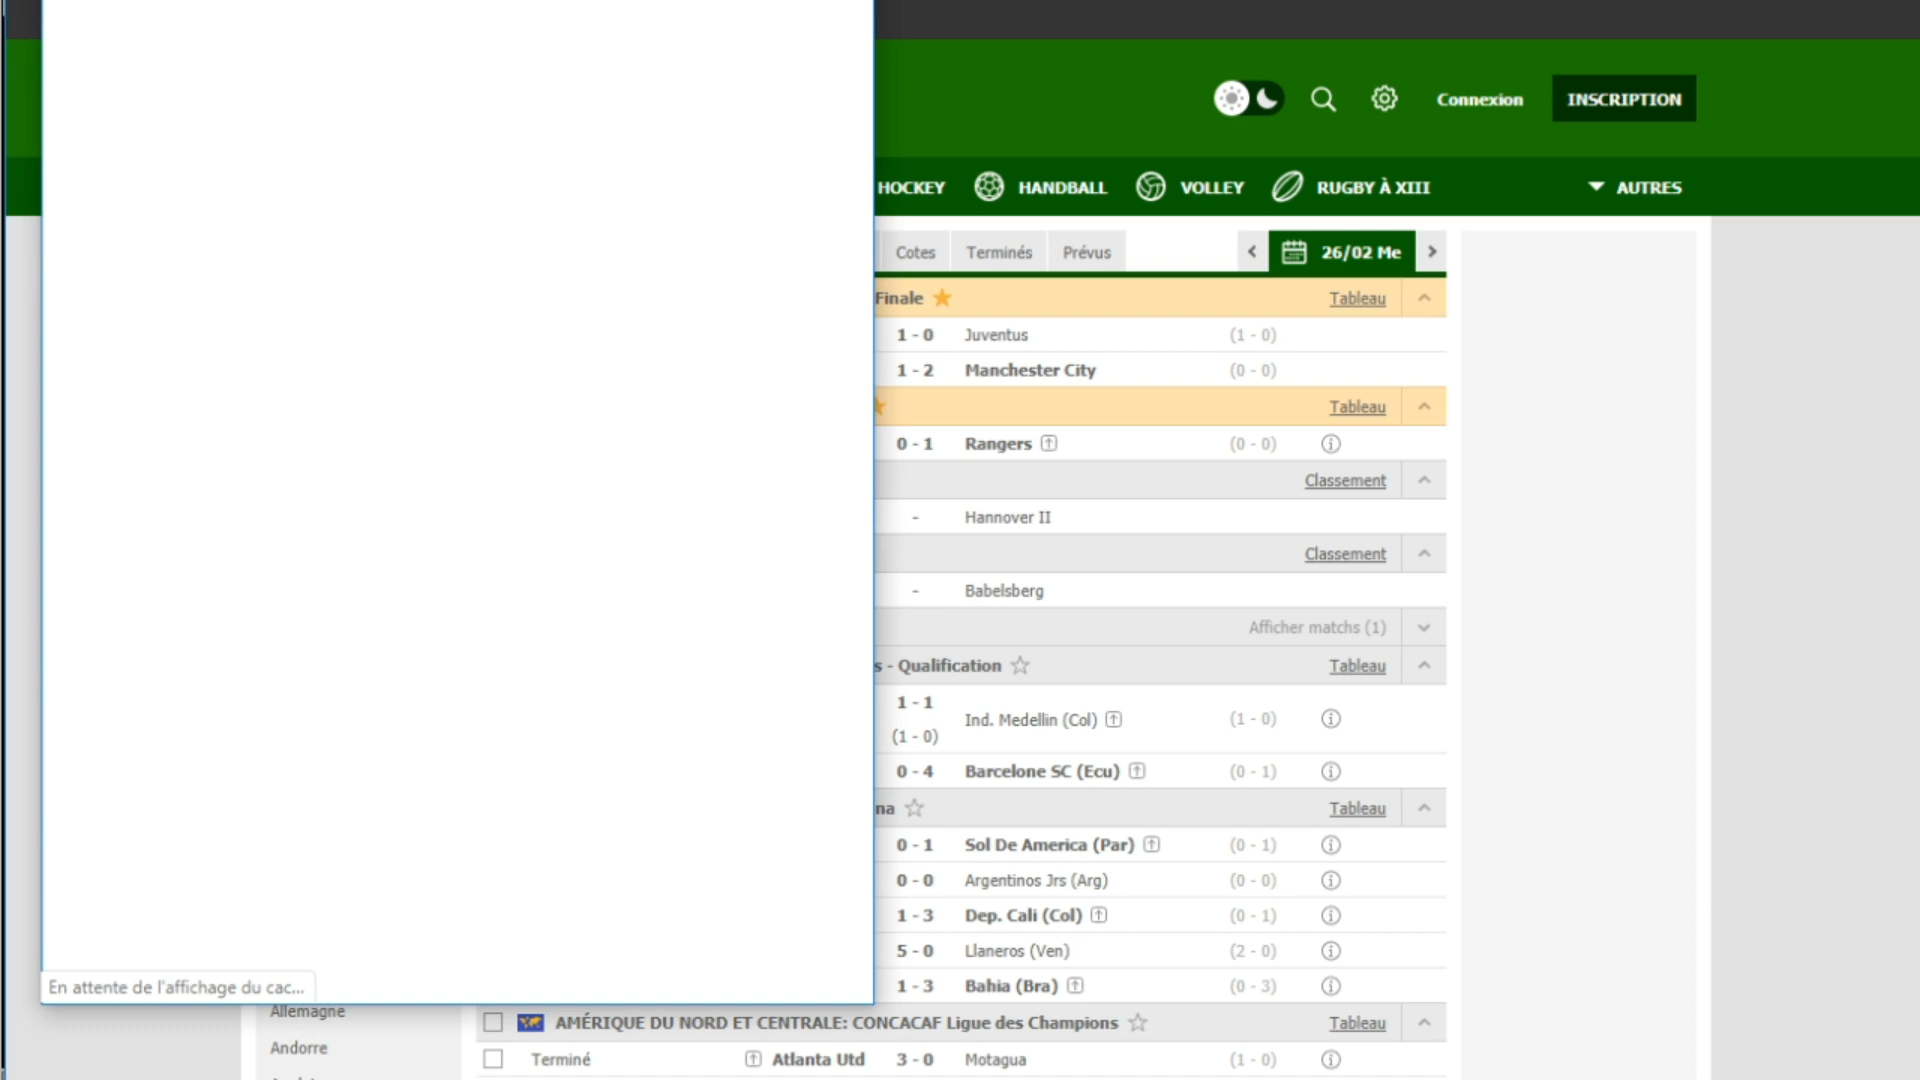 Connexion INSCRIPTION
HOCKEY HANDBALL VOLLEY RUGBY À XIII AUTRES
Cotes Terminés Prévus 26/02 Me
Finale Tableau
1 - 0 Juventus (1 - 0)
1 - 2 Manchester City (0 - 0)
Tableau
0 - 1 Rangers (0 - 0)
Classement
- Hannover II
Classement
- Babelsberg
Afficher matchs (1)
s - Qualification Tableau
1 - 1
(1 - 0) Ind. Medellin (Col) (1 - 0)
0 - 4 Barcelone SC (Ecu) (0 - 1)
na Tableau
0 - 1 Sol De America (Par) (0 - 1)
0 - 0 Argentinos Jrs (Arg) (0 - 0)
1 - 3 Dep. Cali (Col) (0 - 1)
5 - 0 Llaneros (Ven) (2 - 0)
1 - 3 Bahia (Bra) (0 - 3)
En attente de l'affichage du cac...
Allemagne
AMÉRIQUE DU NORD ET CENTRALE: CONCACAF Ligue des Champions Tableau
Andorre
Terminé Atlanta Utd 3 - 0 Motagua (1 - 0)